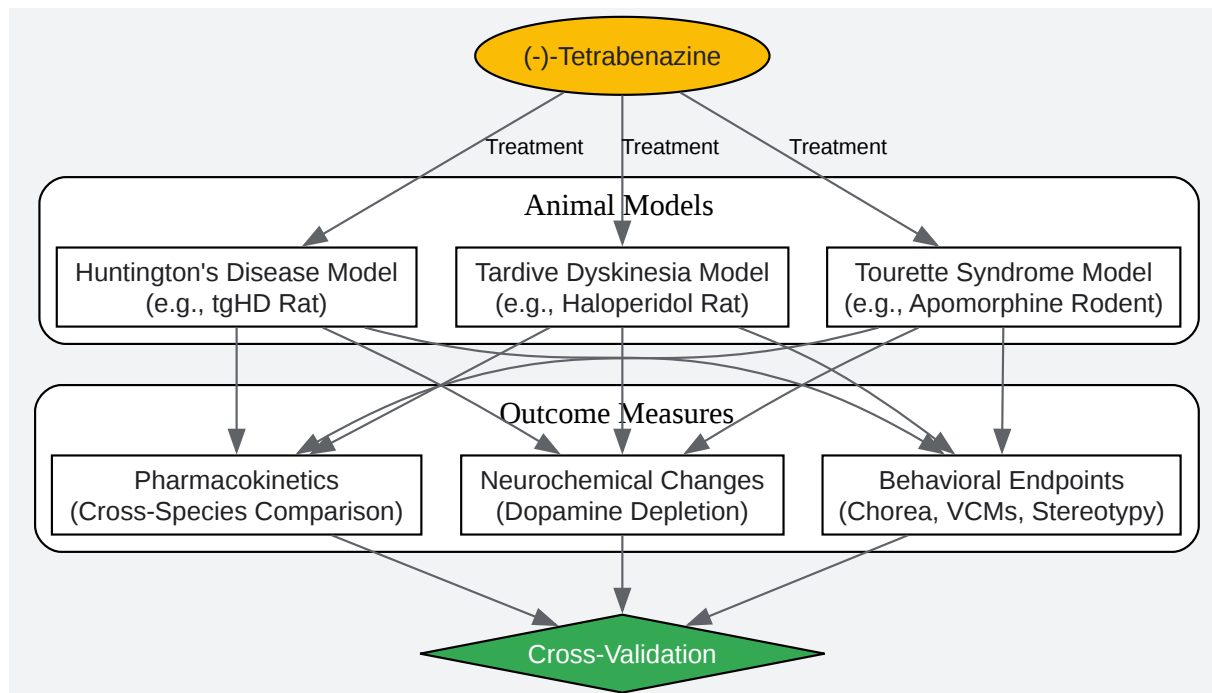 (-)-Tetrabenazine
Treatment
Treatment
Treatment
Animal Models
Huntington's Disease Model
(e.g., tgHD Rat)
Tardive Dyskinesia Model
(e.g., Haloperidol Rat)
Tourette Syndrome Model
(e.g., Apomorphine Rodent)
Outcome Measures
Pharmacokinetics
(Cross-Species Comparison)
Neurochemical Changes
(Dopamine Depletion)
Behavioral Endpoints
(Chorea, VCMs, Stereotypy)
Cross-Validation